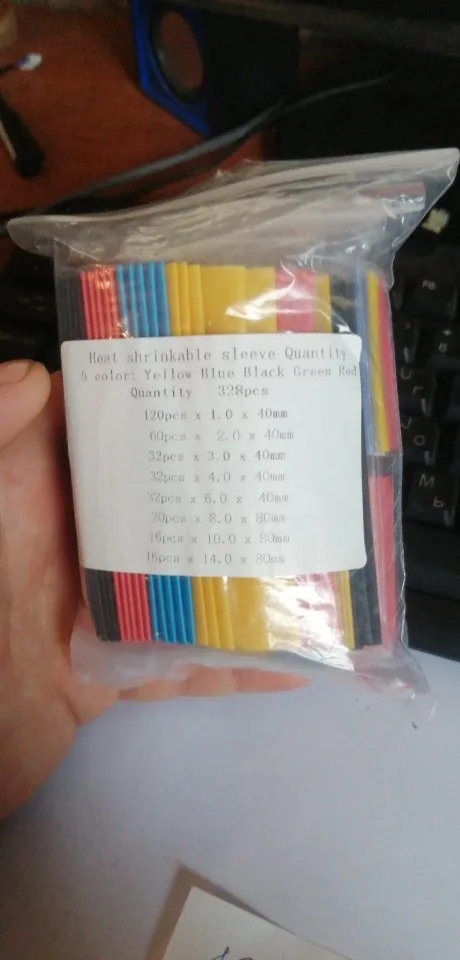 Heat shrinkable sleeve Quantity
5 color: Yellow Blue Black Green Red
Quantity 328pcs
120pcs x 1.0 x 40mm
60pcs x 2.0 x 40mm
32pcs x 3.0 x 40mm
32pcs x 4.0 x 40mm
32pcs x 6.0 x 40mm
20pcs x 8.0 x 80mm
16pcs x 10.0 x 80mm
16pcs x 14.0 x 80mm